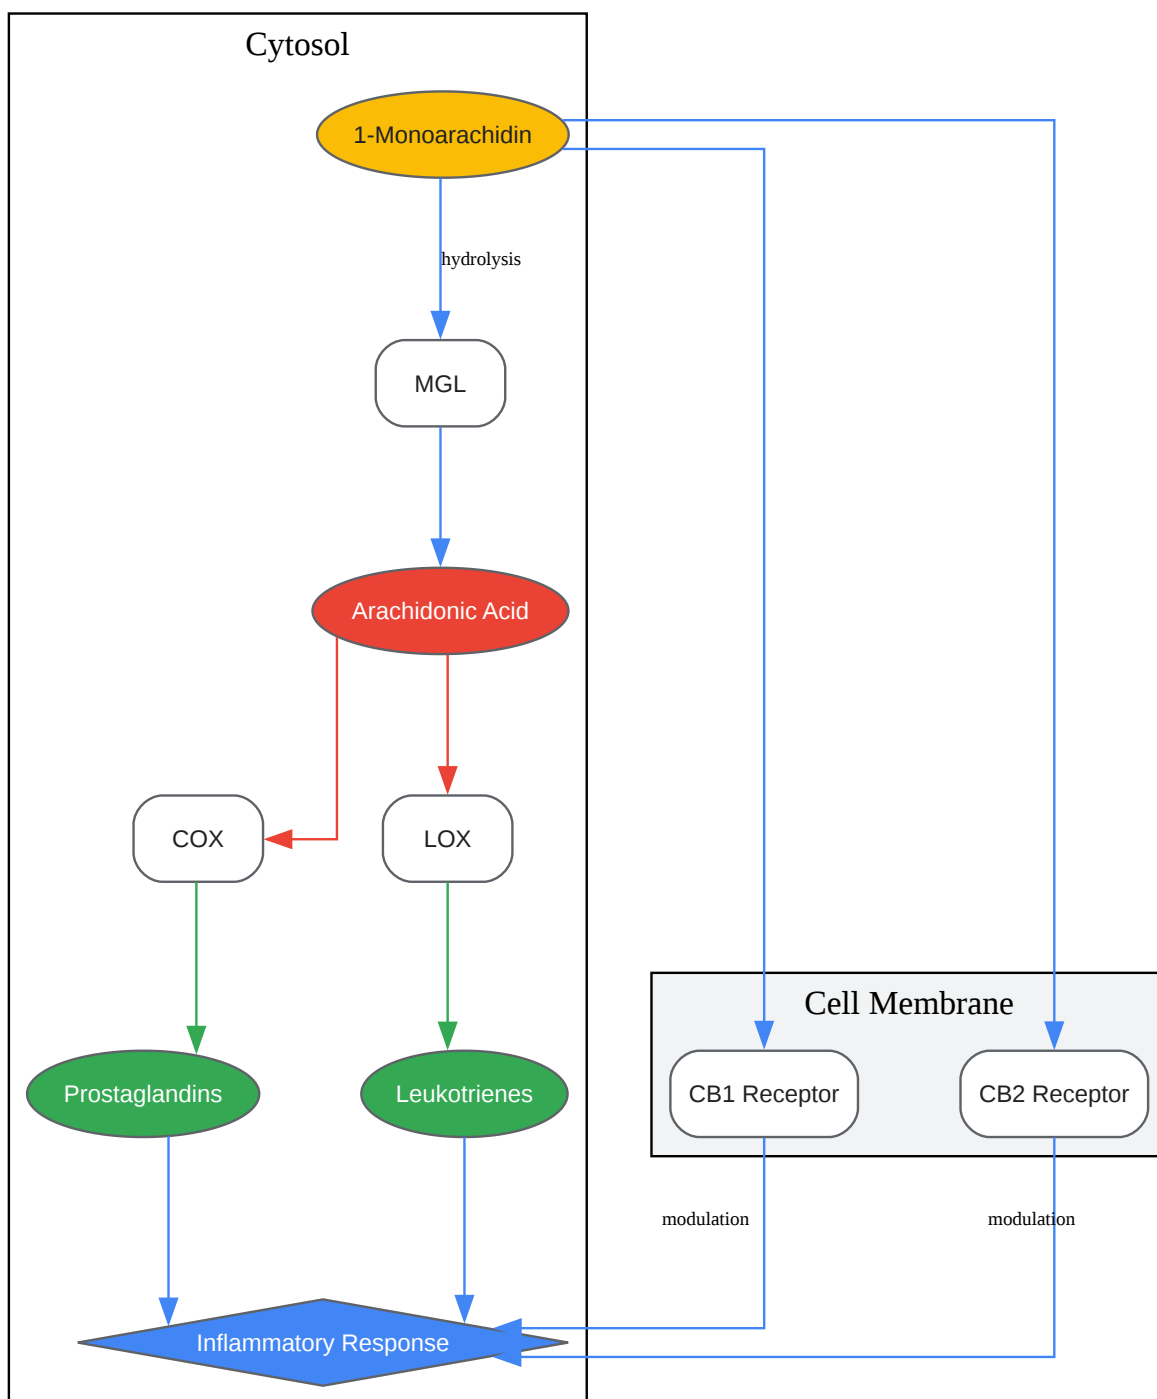 Cytosol
1-Monoarachidin
hydrolysis
MGL
Arachidonic Acid
COX
LOX
Cell Membrane
Prostaglandins
Leukotrienes
CB1 Receptor
CB2 Receptor
modulation
modulation
Inflammatory Response